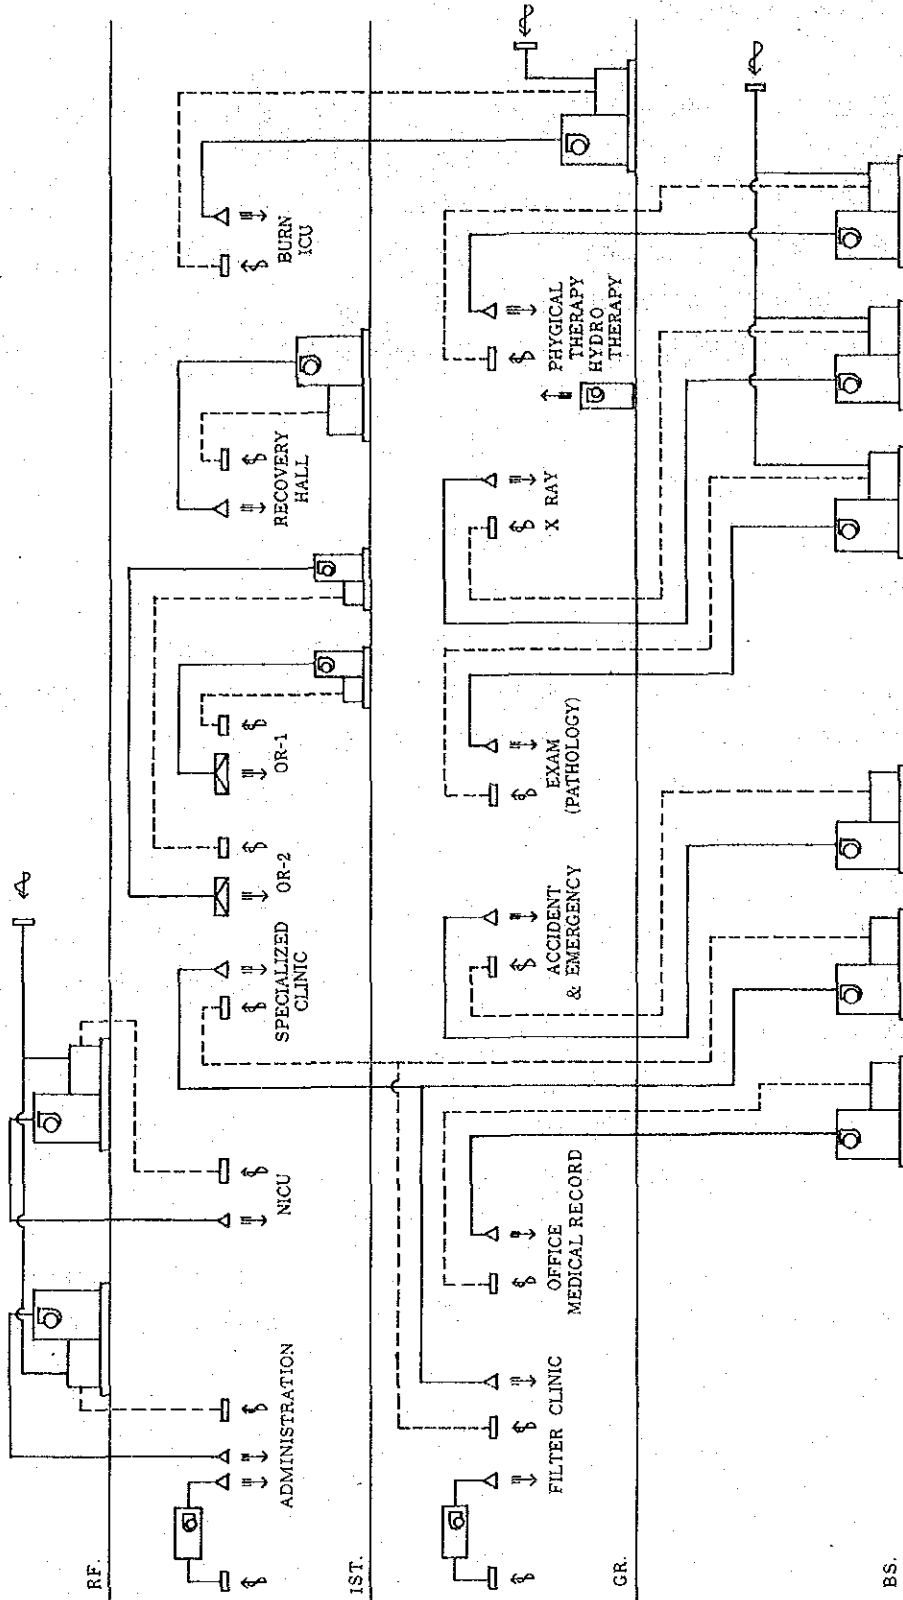 RF.
ADMINISTRATION
NICU
SPECIALIZED
CLINIC
OR-2
OR-1
RECOVERY
HALL
BURN
ICU
IST.
FILTER CLINIC
OFFICE
MEDICAL RECORD
ACCIDENT
& EMERGENCY
EXAM
(PATHOLOGY)
X RAY
PHYGICAL
THERAPY
HYDRO
THERAPY
GR.
BS.